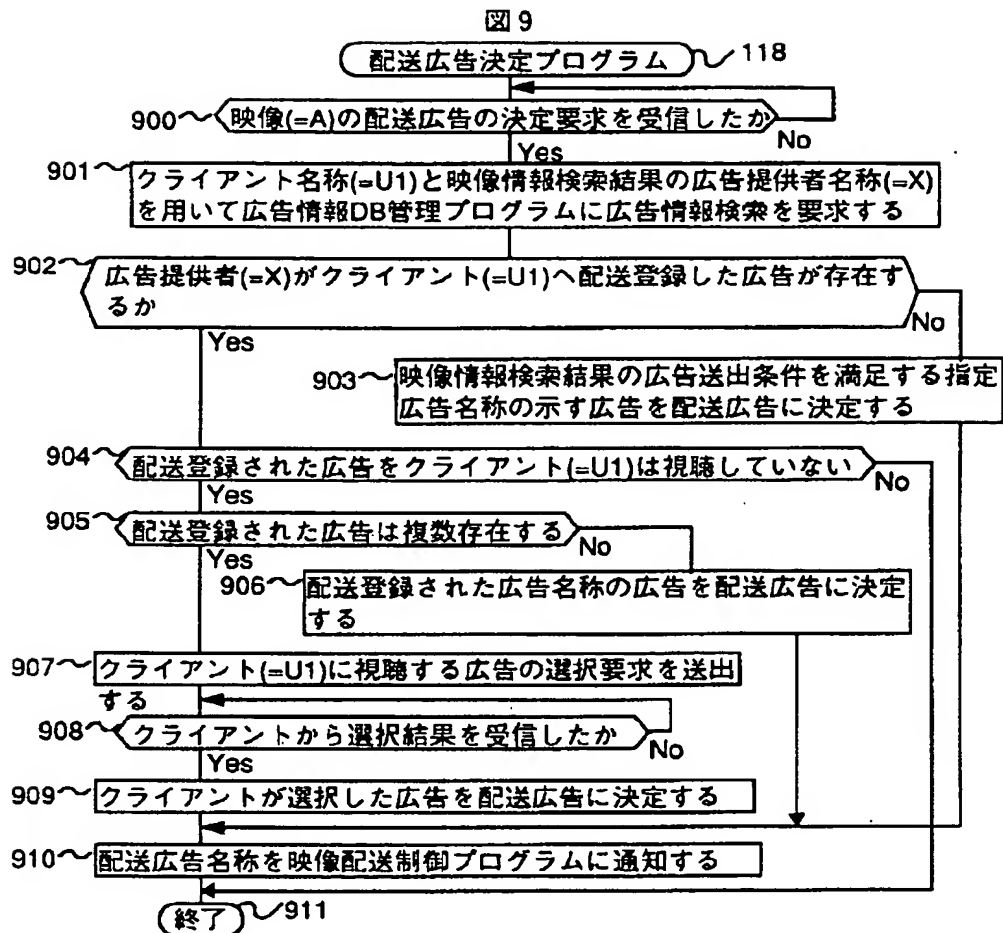 図9
配送広告決定プログラム
118
900
映像(=A)の配送広告の決定要求を受信したか
No
Yes
901
クライアント名称(=U1)と映像情報検索結果の広告提供者名称(=X)
を用いて広告情報DB管理プログラムに広告情報検索を要求する
902
広告提供者(=X)がクライアント(=U1)へ配送登録した広告が存在す
るか
No
Yes
903
映像情報検索結果の広告送出条件を満足する指定
広告名称の示す広告を配送広告に決定する
904
配送登録された広告をクライアント(=U1)は視聴していない
No
Yes
905
配送登録された広告は複数存在する
No
Yes
906
配送登録された広告名称の広告を配送広告に決定
する
907
クライアント(=U1)に視聴する広告の選択要求を送出
する
908
クライアントから選択結果を受信したか
No
Yes
909
クライアントが選択した広告を配送広告に決定する
910
配送広告名称を映像配送制御プログラムに通知する
終了
911